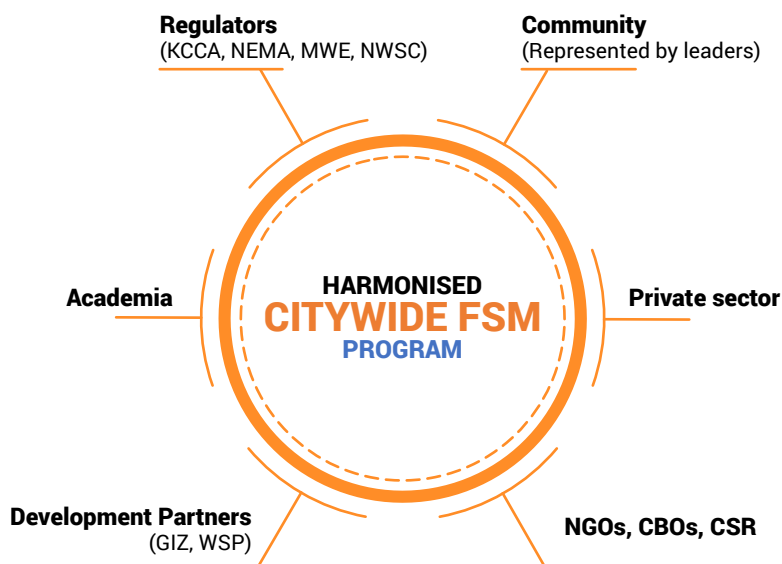 Regulators
(KCCA, NEMA, MWE, NWSC)
Community
(Represented by leaders)
Academia
HARMONISED
CITYWIDE FSM
PROGRAM
Private sector
Development Partners
(GIZ, WSP)
NGOs, CBOs, CSR